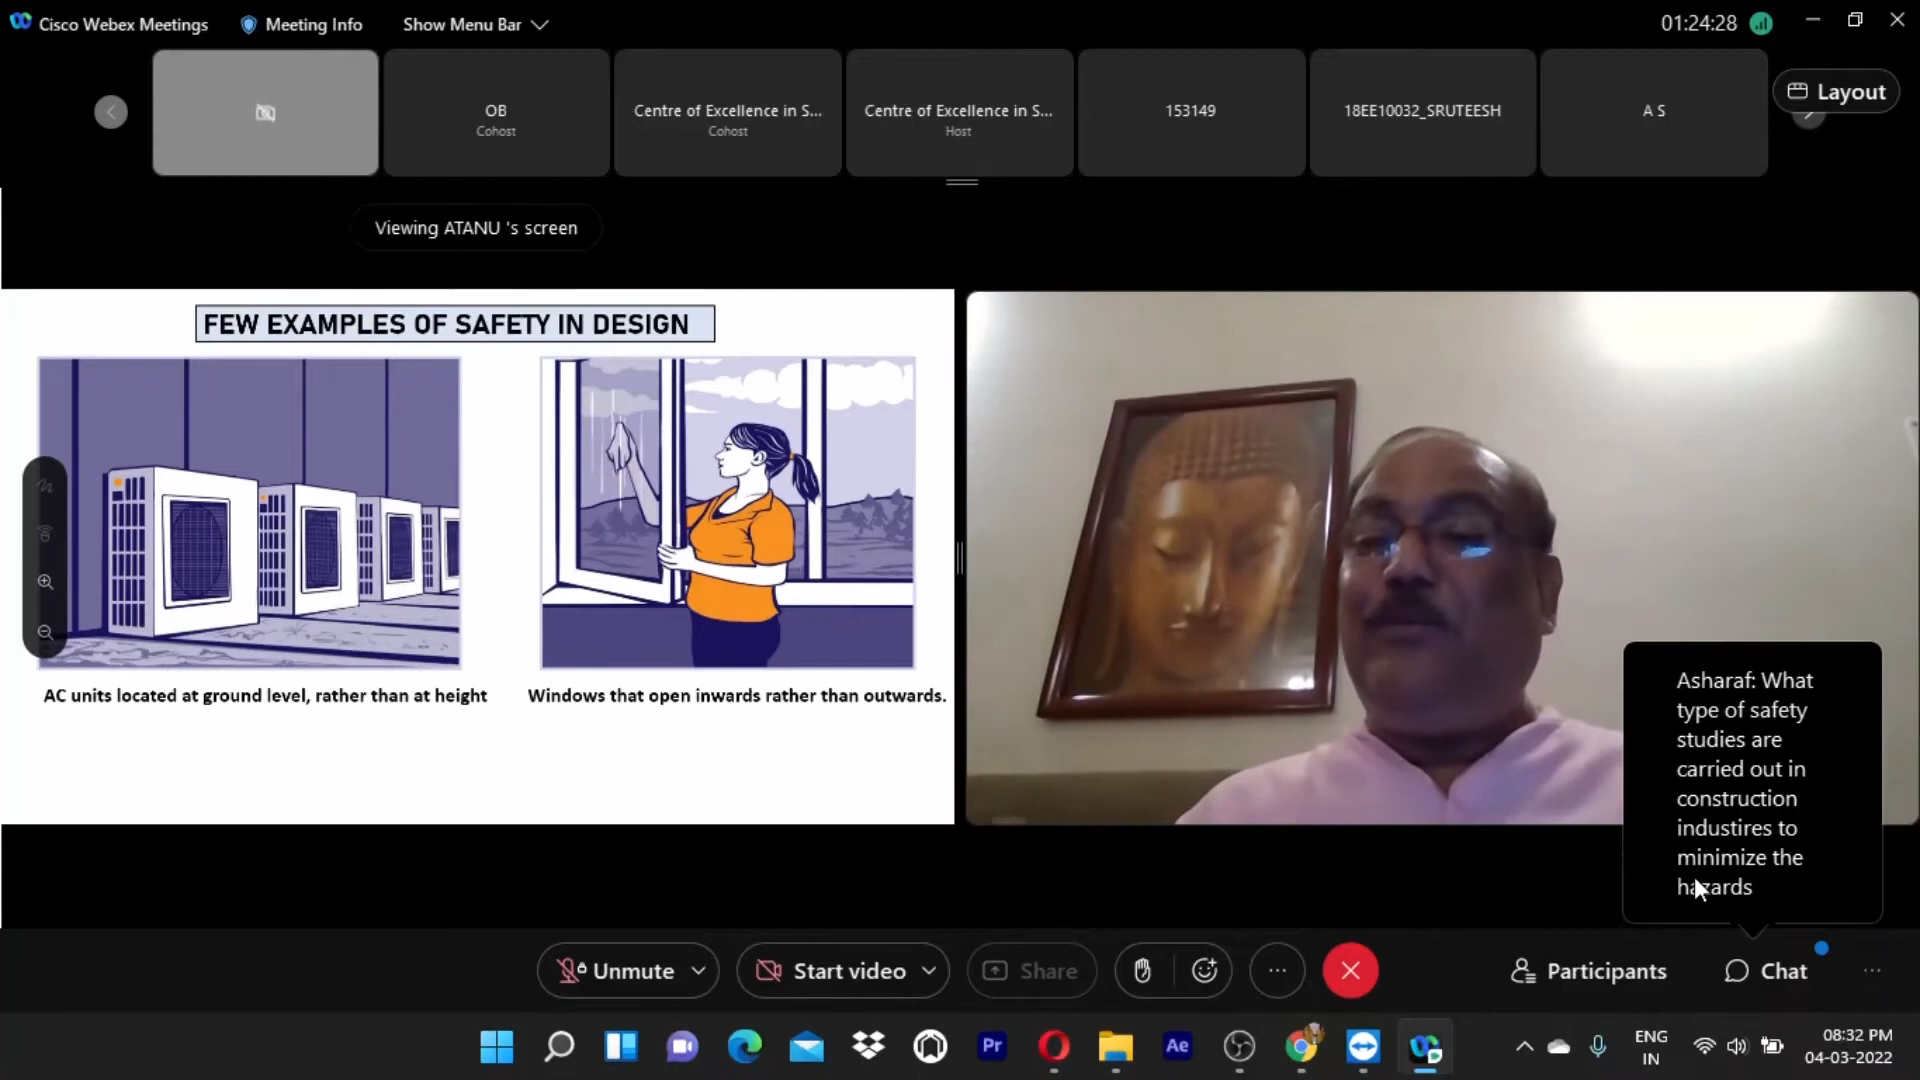 Cisco Webex Meetings
Meeting Info
Show Menu Bar
01:24:28
OB
Cohost
Centre of Excellence in S...
Cohost
Centre of Excellence in S...
Host
153149
18EE10032_SRUTEESH
A S
Layout
Viewing ATANU 's screen
FEW EXAMPLES OF SAFETY IN DESIGN
AC units located at ground level, rather than at height
Windows that open inwards rather than outwards.
Asharaf: What
type of safety
studies are
carried out in
construction
industires to
minimize the
hazards
Unmute
Start video
Share
Participants
Chat
Pr
Ae
ENG
IN
08:32 PM
04-03-2022